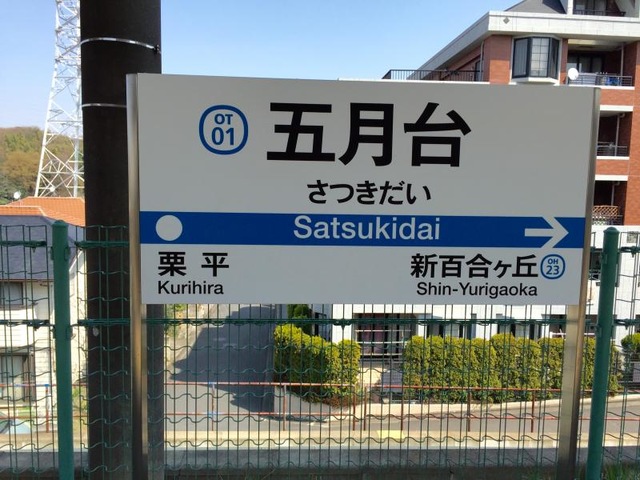 OT
01
五月台
さつきだい
Satsukidai
栗平
新百合ヶ丘
OH
23
Kurihira
Shin-Yurigaoka